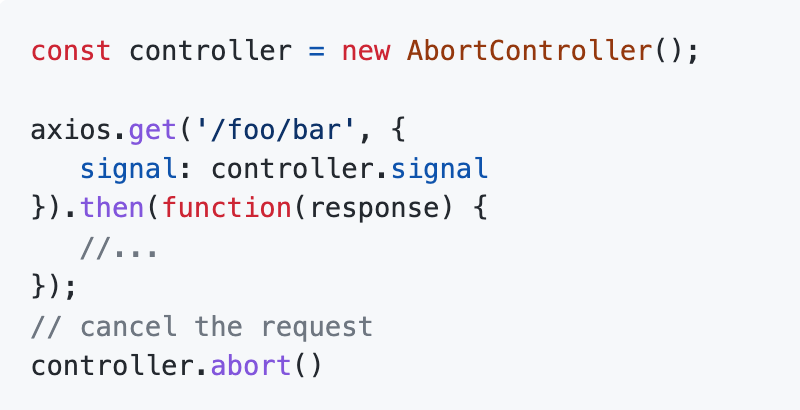 const controller = new AbortController();

axios.get('/foo/bar', {
   signal: controller.signal
}).then(function(response) {
   //...
});
// cancel the request
controller.abort()